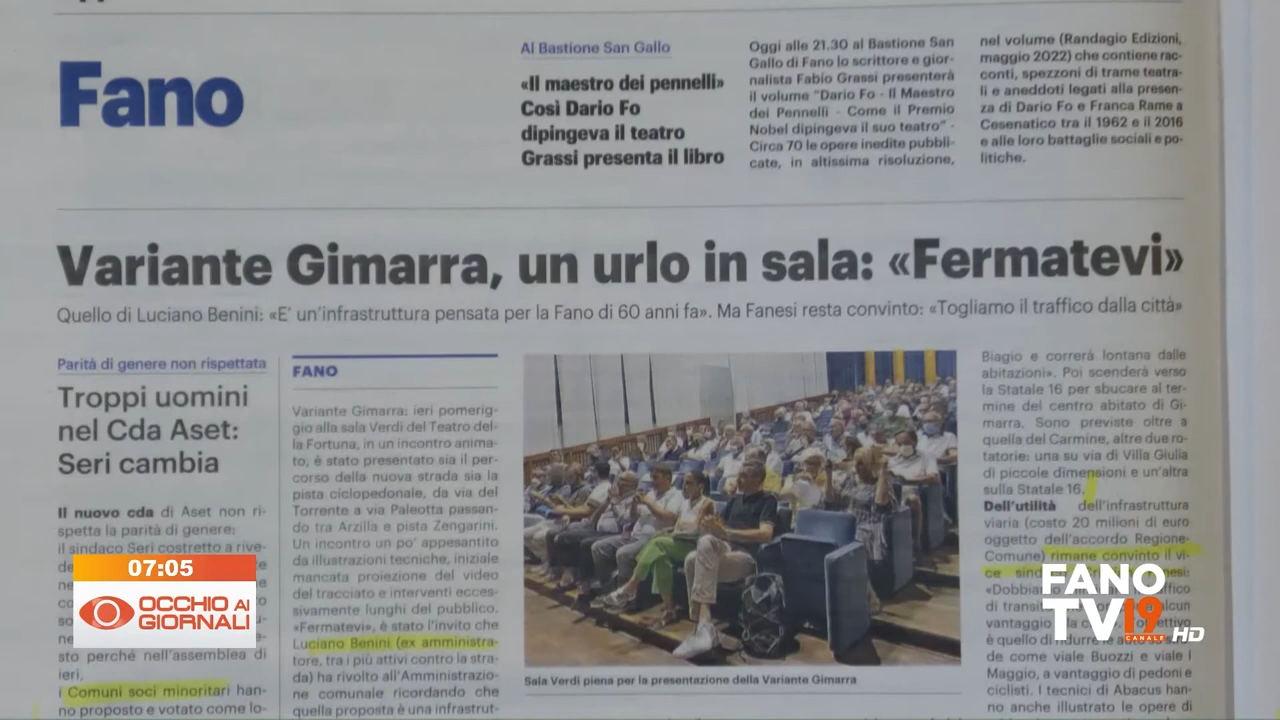 Fano
Al Bastione San Gallo
«Il maestro dei pennelli»
Così Dario Fo
dipingeva il teatro
Grassi presenta il libro
Oggi alle 21.30 al Bastione San
Gallo di Fano lo scrittore e gior-
nalista Fabio Grassi presenterà
il volume "Dario Fo - Il Maestro
dei Pennelli - Come il Premio
Nobel dipingeva il suo teatro" -
Circa 70 le opere inedite pubbli-
cate, in altissima risoluzione,
nel volume (Randagio Edizioni,
maggio 2022) che contiene rac-
conti, spezzoni di trame teatra-
li e aneddoti legati alla presen-
za di Dario Fo e Franca Rame a
Cesenatico tra il 1962 e il 2016
e alle loro battaglie sociali e po-
litiche.
Variante Gimarra, un urlo in sala: «Fermatevi»
Quello di Luciano Benini: «E' un'infrastruttura pensata per la Fano di 60 anni fa». Ma Fanesi resta convinto: «Togliamo il traffico dalla città»
Parità di genere non rispettata
Troppi uomini
nel Cda Aset:
Seri cambia
Il nuovo cda di Aset non ri-
spetta la parità di genere:
il sindaco Seri costretto a rive-
sto perché nell'assemblea di
ieri,
i Comuni soci minoritari han-
no proposto e votato come lo-
FANO
Variante Gimarra: ieri pomerig-
gio alla sala Verdi del Teatro del-
la Fortuna, in un incontro anima-
to, è stato presentato sia il per-
corso della nuova strada sia la
pista ciclopedonale, da via del
Torrente a via Paleotta passan-
do tra Arzilla e pista Zengarini.
Un incontro un po' appesantito
da illustrazioni tecniche, iniziale
mancata proiezione del video
del tracciato e interventi ecces-
sivamente lunghi del pubblico.
«Fermatevi», è stato l'invito che
Luciano Benini (ex amministra-
tore, tra i più attivi contro la stra-
da) ha rivolto all'Amministrazio-
ne comunale ricordando che
quella proposta è una infrastrut-
Sala Verdi piena per la presentazione della Variante Gimarra
Biagio e correrà lontana dalle
abitazioni». Poi scenderà verso
la Statale 16 per sbucare al ter-
mine del centro abitato di Gi-
marra. Sono previste oltre a
quella del Carmine, altre due ro-
tatorie: una su via di Villa Giulia
di piccole dimensioni e un'altra
sulla Statale 16.
Dell'utilità dell'infrastruttura
viaria (costo 20 milioni di euro
oggetto dell'accordo Regione-
Comune) rimane convinto il vi-
«Dobbiamo
di transi
vantaggio
è quello di ridurre
de come viale Buozzi e viale I
Maggio, a vantaggio di pedoni e
ciclisti. I tecnici di Abacus han-
no anche illustrato le opere di
07:05
OCCHIO AI
GIORNALI
FANO
TV19
CANALE HD